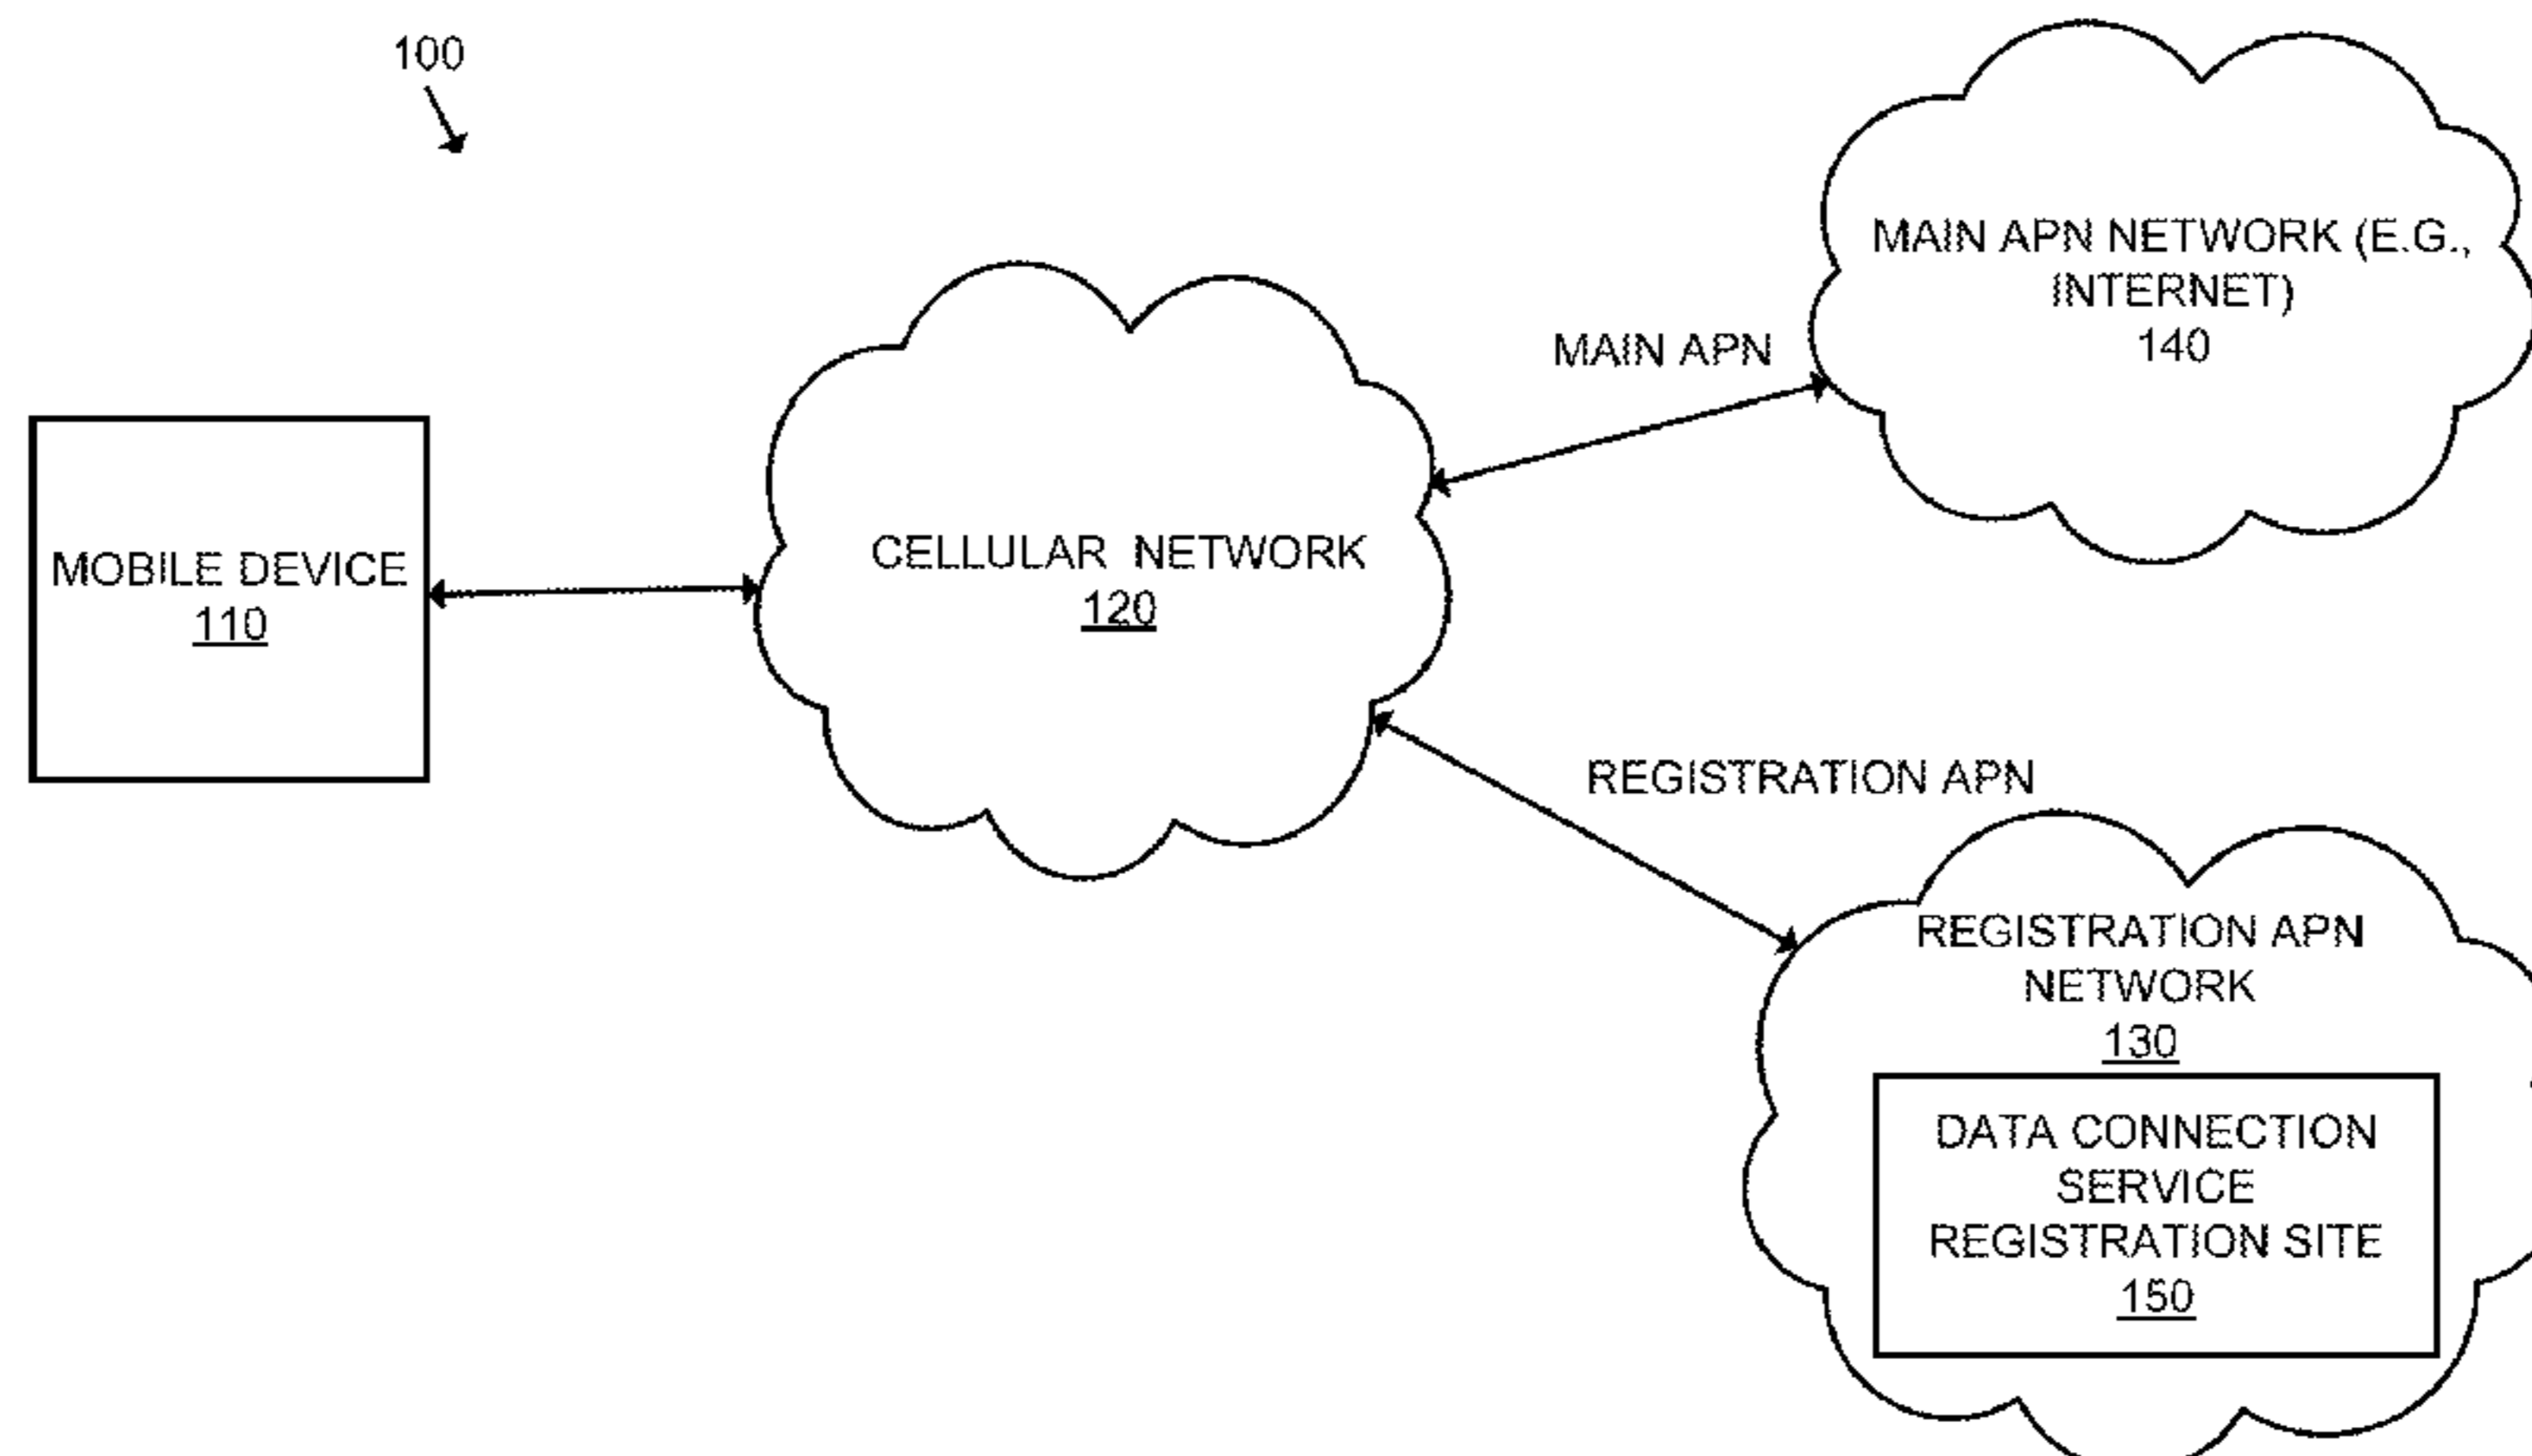 100
MAIN APN NETWORK (E.G.,
INTERNET)
140
MAIN APN
MOBILE DEVICE
110
CELLULAR NETWORK
120
REGISTRATION APN
REGISTRATION APN
NETWORK
130
DATA CONNECTION
SERVICE
REGISTRATION SITE
150